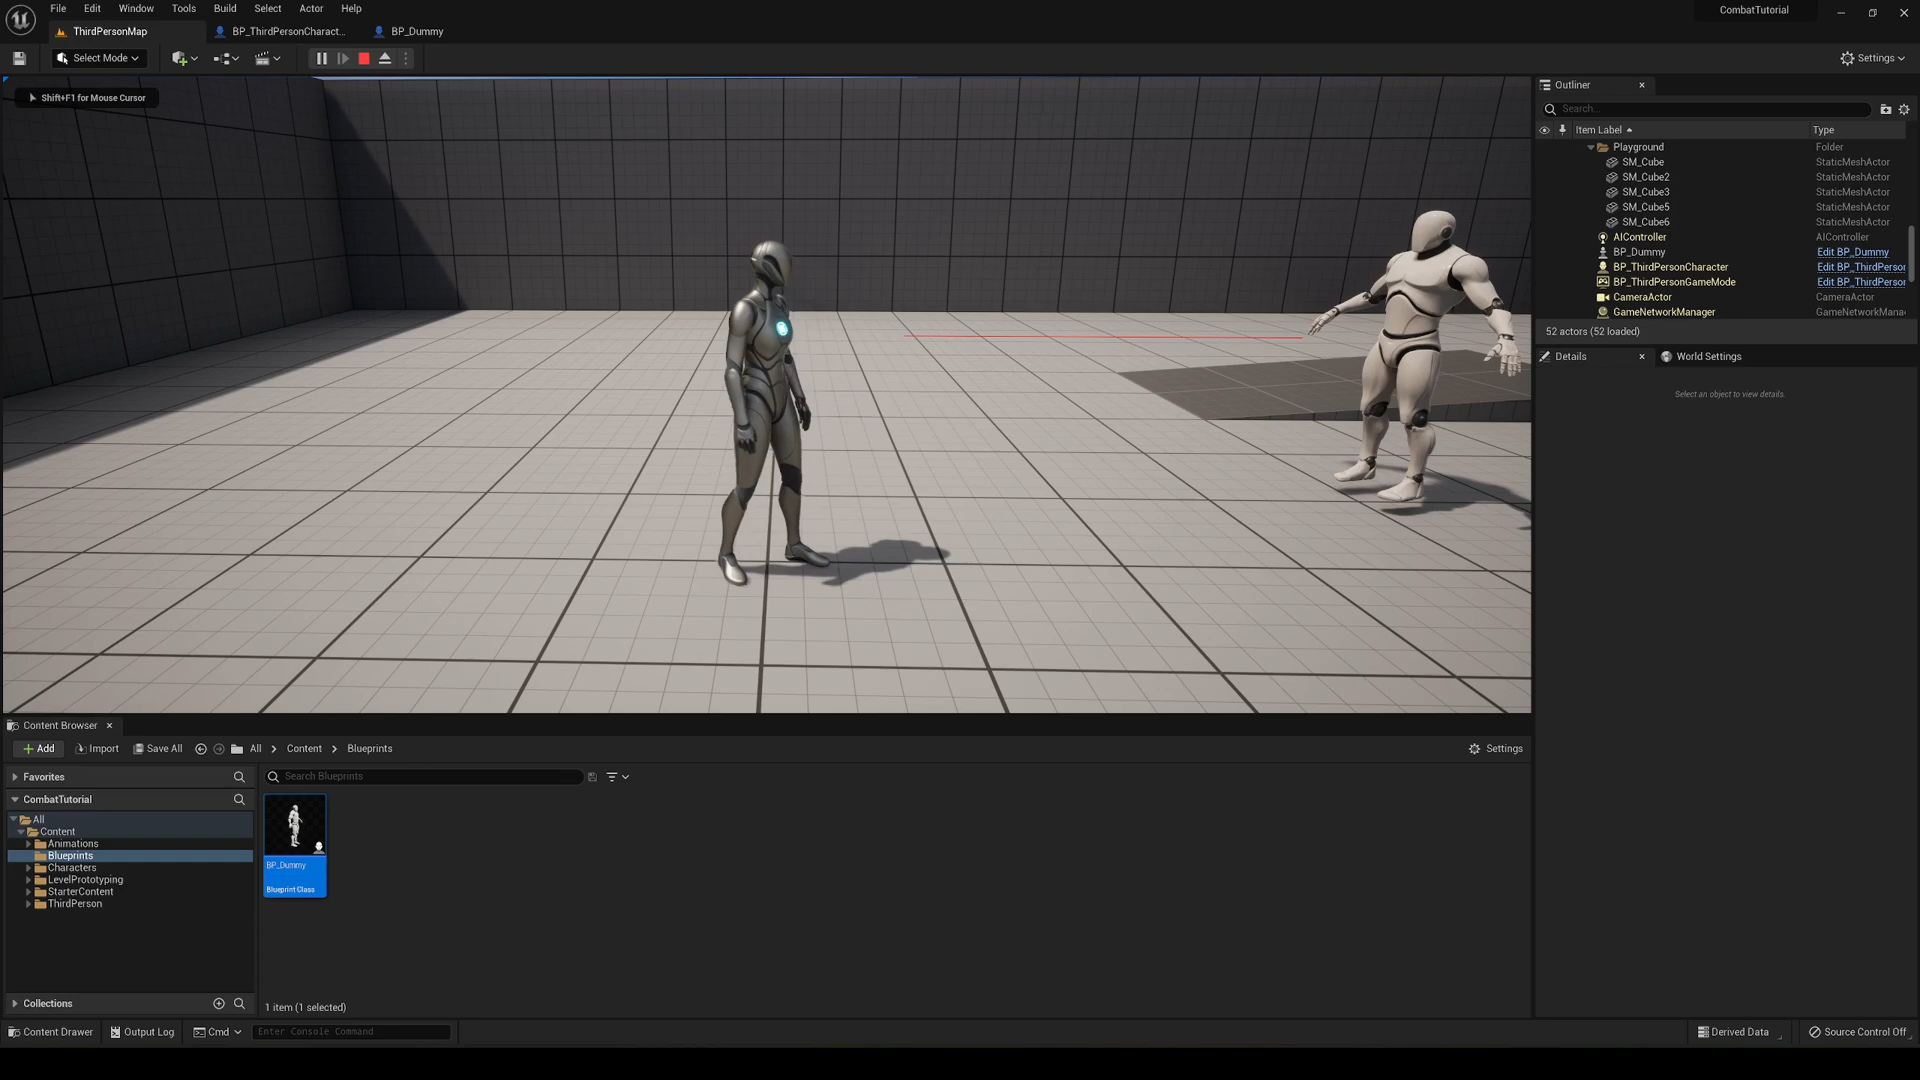 File Edit Window Tools Build Select Actor Help
CombatTutorial
ThirdPersonMap
BP_ThirdPersonCharact...
BP_Dummy
Select Mode
Settings
Shift+F1 for Mouse Cursor
Outliner
Search...
Item Label
Type
Playground
Folder
SM_Cube
StaticMeshActor
SM_Cube2
StaticMeshActor
SM_Cube3
StaticMeshActor
SM_Cube5
StaticMeshActor
SM_Cube6
StaticMeshActor
AIController
AIController
BP_Dummy
Edit BP_Dummy
BP_ThirdPersonCharacter
Edit BP_ThirdPersor
BP_ThirdPersonGameMode
Edit BP_ThirdPersor
CameraActor
CameraActor
GameNetworkManager
GameNetworkMana
52 actors (52 loaded)
Details
World Settings
Select an object to view details.
Content Browser
Add
Import
Save All
All
Content
Blueprints
Settings
Favorites
Search Blueprints
CombatTutorial
All
Content
Animations
Blueprints
Characters
LevelPrototyping
StarterContent
ThirdPerson
BP_Dummy
Blueprint Class
Collections
1 item (1 selected)
Content Drawer
Output Log
Cmd
Enter Console Command
Derived Data
Source Control Off